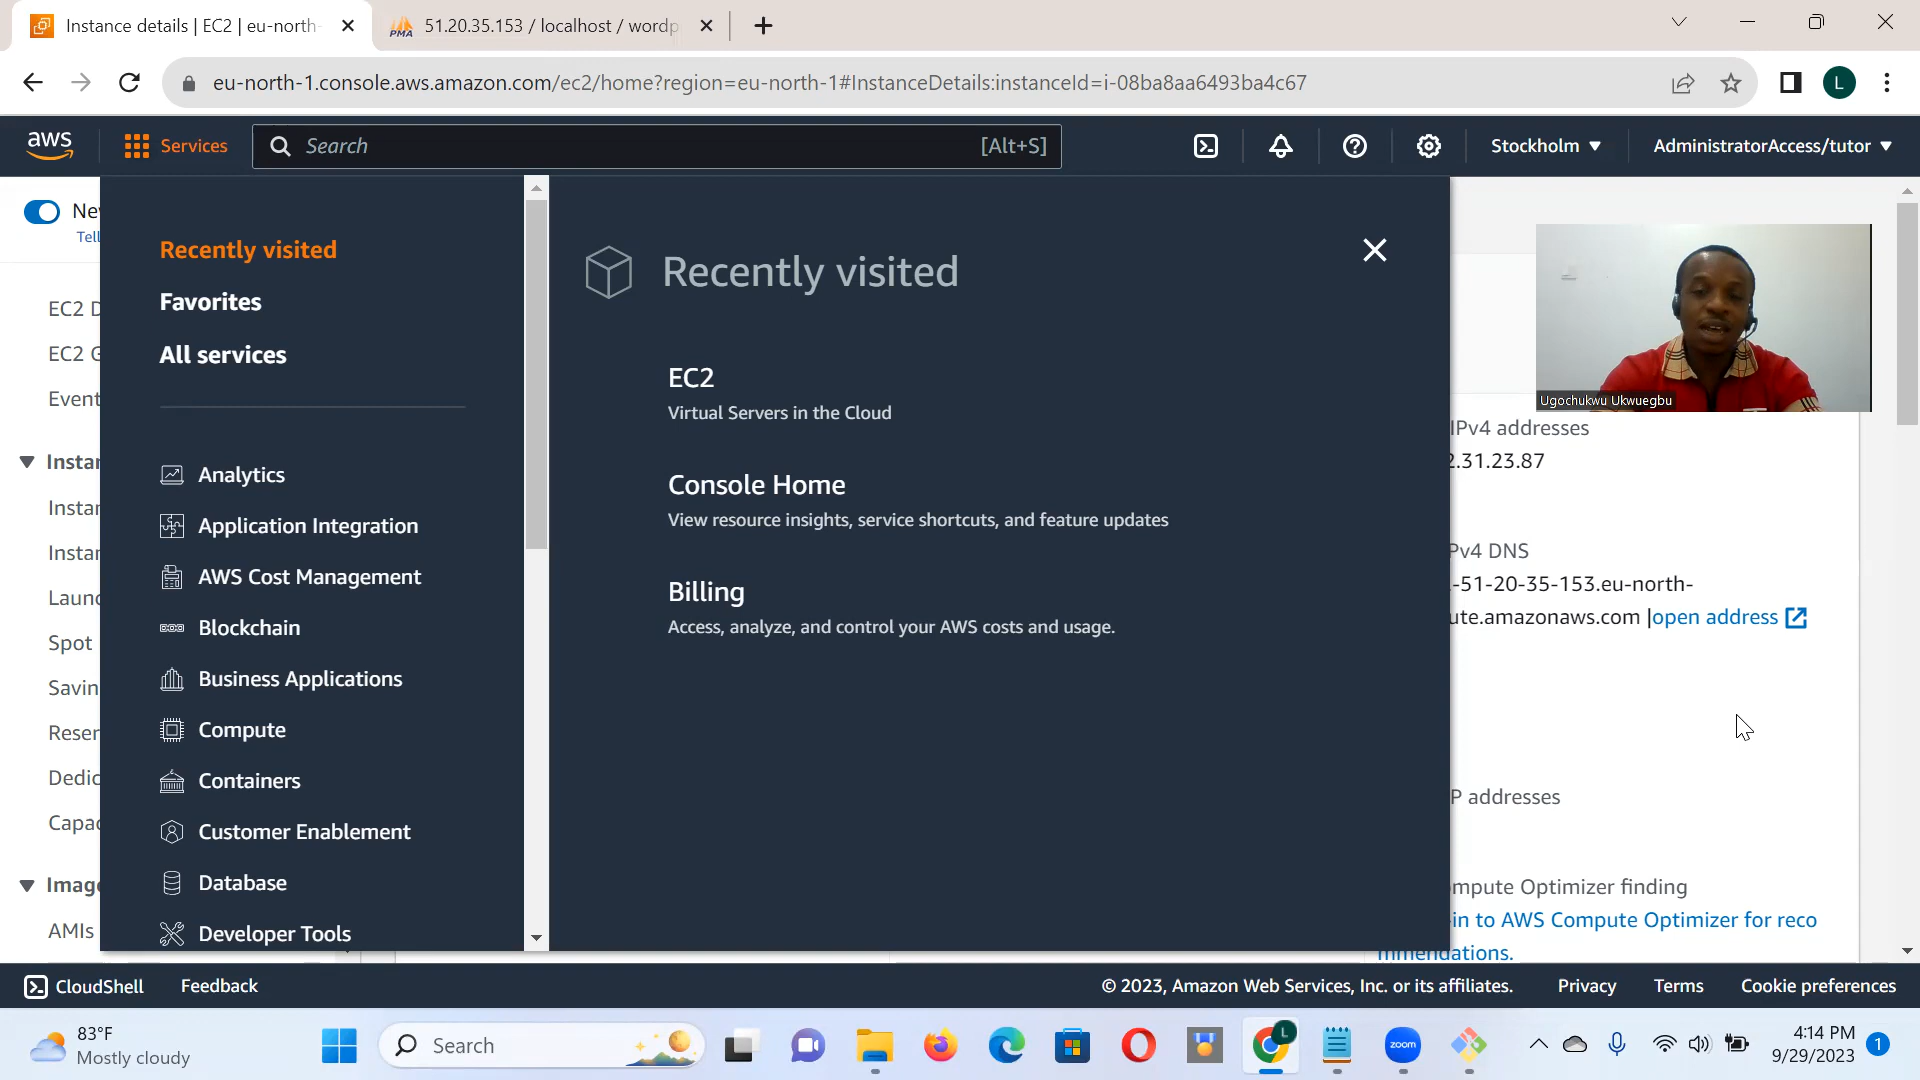 Instance details | EC2 | eu-north-
51.20.35.153 / localhost / wordp
PMA
eu-north-1.console.aws.amazon.com/ec2/home?region=eu-north-1#InstanceDetails:instanceId=i-08ba8aa6493ba4c67
L
aws
Services
Search
[Alt+S]
Stockholm
AdministratorAccess/tutor
Tell
EC2
EC2
Event
Instan
Instan
Instan
Launc
Spot
Savin
Reser
Dedic
Capac
Image
AMIs
Recently visited
Favorites
All services
Analytics
Application Integration
AWS Cost Management
Blockchain
Business Applications
Compute
Containers
Customer Enablement
Database
Developer Tools
Recently visited
EC2
Virtual Servers in the Cloud
Console Home
View resource insights, service shortcuts, and feature updates
Billing
Access, analyze, and control your AWS costs and usage.
Ugochukwu Ukwuegbu
IPv4 addresses
2.31.23.87
Pv4 DNS
-51-20-35-153.eu-north-
ute.amazonaws.com |open address
P addresses
mpute Optimizer finding
-in to AWS Compute Optimizer for reco
mmendations.
CloudShell
Feedback
© 2023, Amazon Web Services, Inc. or its affiliates.
Privacy
Terms
Cookie preferences
83°F
Mostly cloudy
Search
L
zoom
4:14 PM
9/29/2023
1